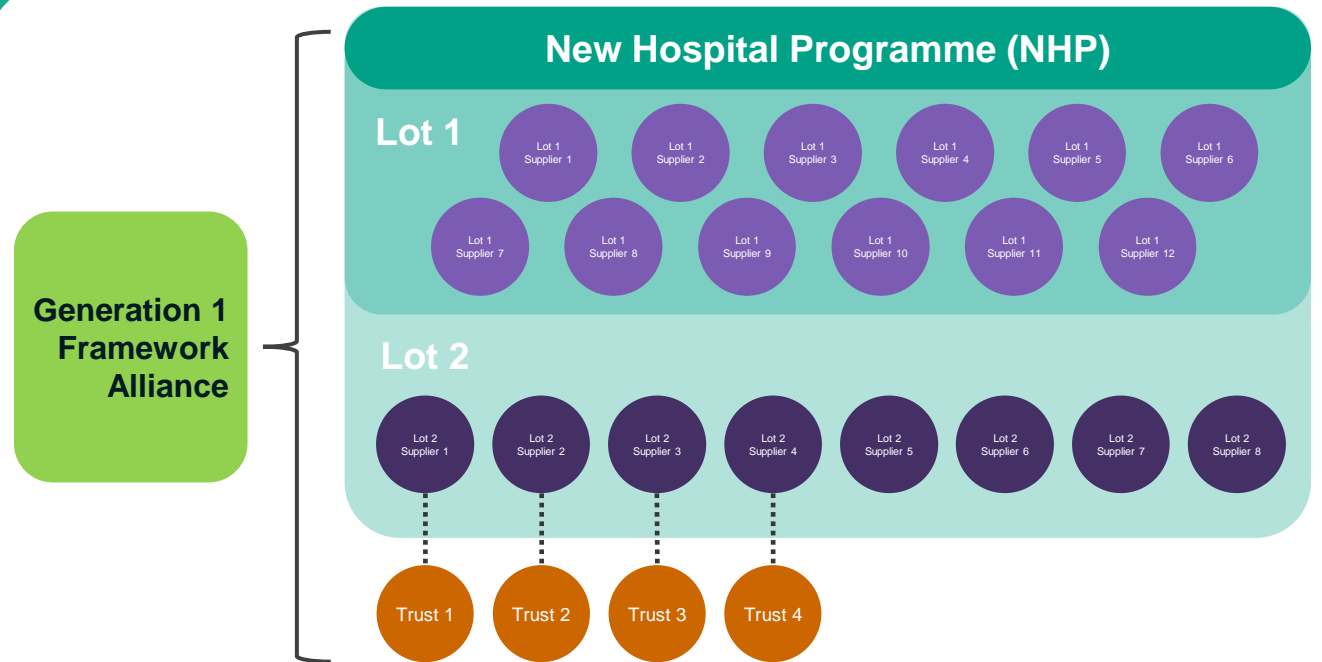 New Hospital Programme (NHP)
Lot 1
Lot 1
Supplier 1
Lot 1
Supplier 2
Lot 1
Supplier 3
Lot 1
Supplier 4
Lot 1
Supplier 5
Lot 1
Supplier 6
Lot 1
Supplier 7
Lot 1
Supplier 8
Lot 1
Supplier 9
Lot 1
Supplier 10
Lot 1
Supplier 11
Lot 1
Supplier 12
Generation 1
Framework
Alliance
Lot 2
Lot 2
Supplier 1
Lot 2
Supplier 2
Lot 2
Supplier 3
Lot 2
Supplier 4
Lot 2
Supplier 5
Lot 2
Supplier 6
Lot 2
Supplier 7
Lot 2
Supplier 8
Trust 1
Trust 2
Trust 3
Trust 4